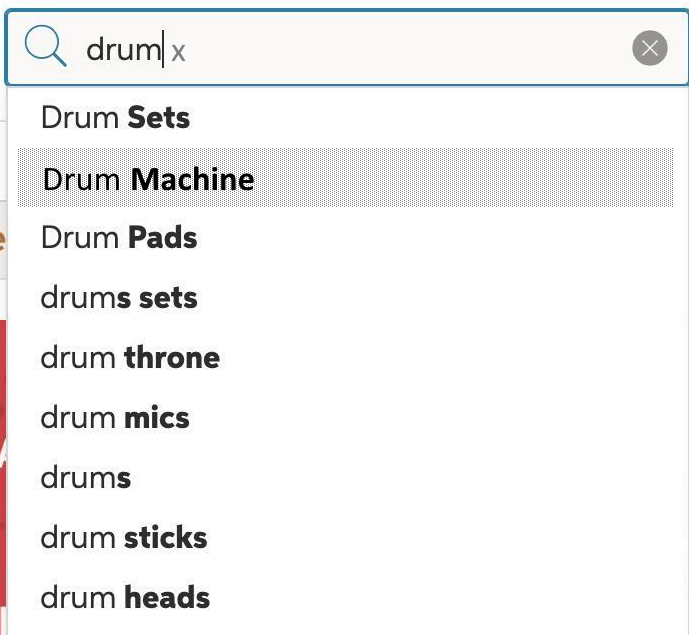 drum x
Drum Sets
Drum Machine
Drum Pads
drums sets
drum throne
drum mics
drums
drum sticks
drum heads